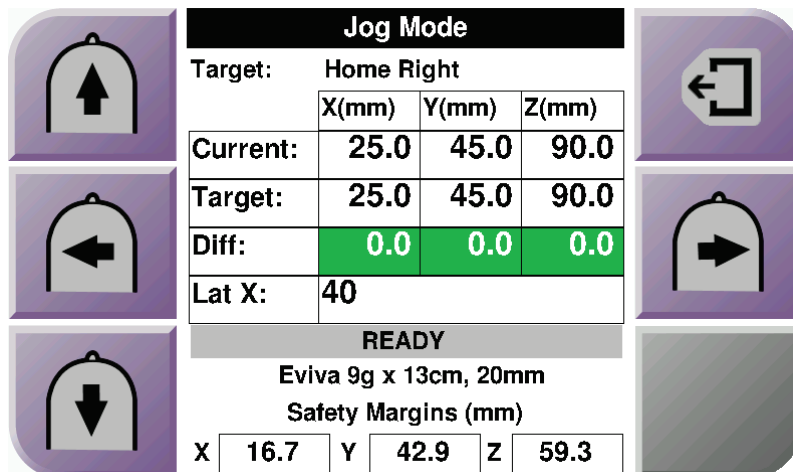 Jog Mode
Target: Home Right
X(mm) Y(mm) Z(mm)
Current: 25.0 45.0 90.0
Target: 25.0 45.0 90.0
Diff: 0.0 0.0 0.0
Lat X: 40
READY
Eviva 9g x 13cm, 20mm
Safety Margins (mm)
X 16.7 Y 42.9 Z 59.3